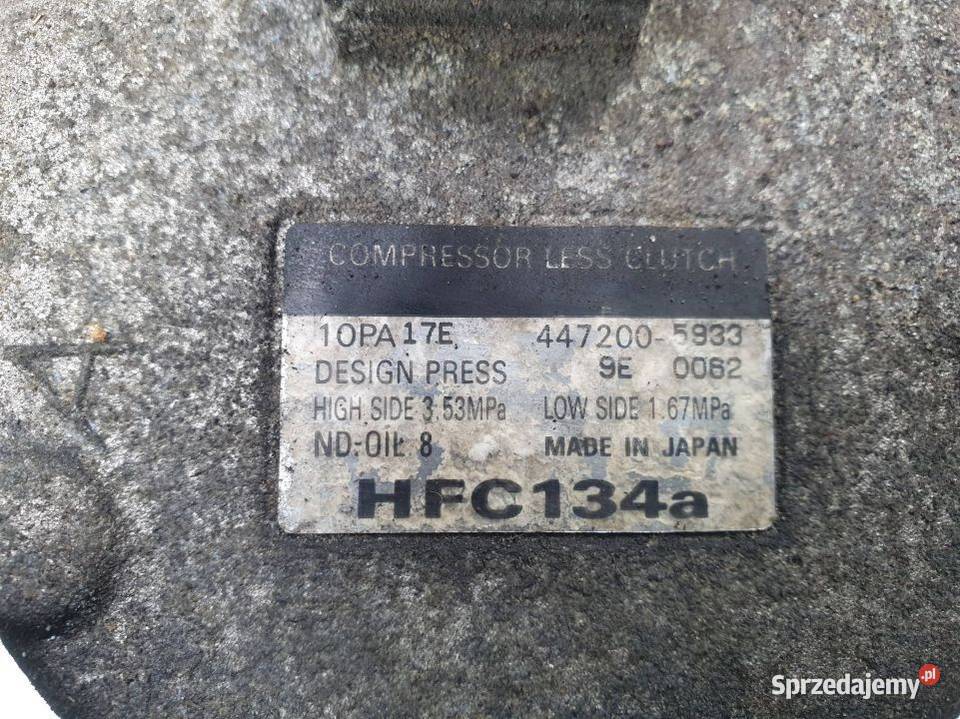 COMPRESSOR LESS CLUTCH
10PA17E 447200-5933
DESIGN PRESS 9E 0062
HIGH SIDE 3.53MPa LOW SIDE 1.67MPa
ND-OIL 8 MADE IN JAPAN
HFC134a
Sprzedajemy.pl